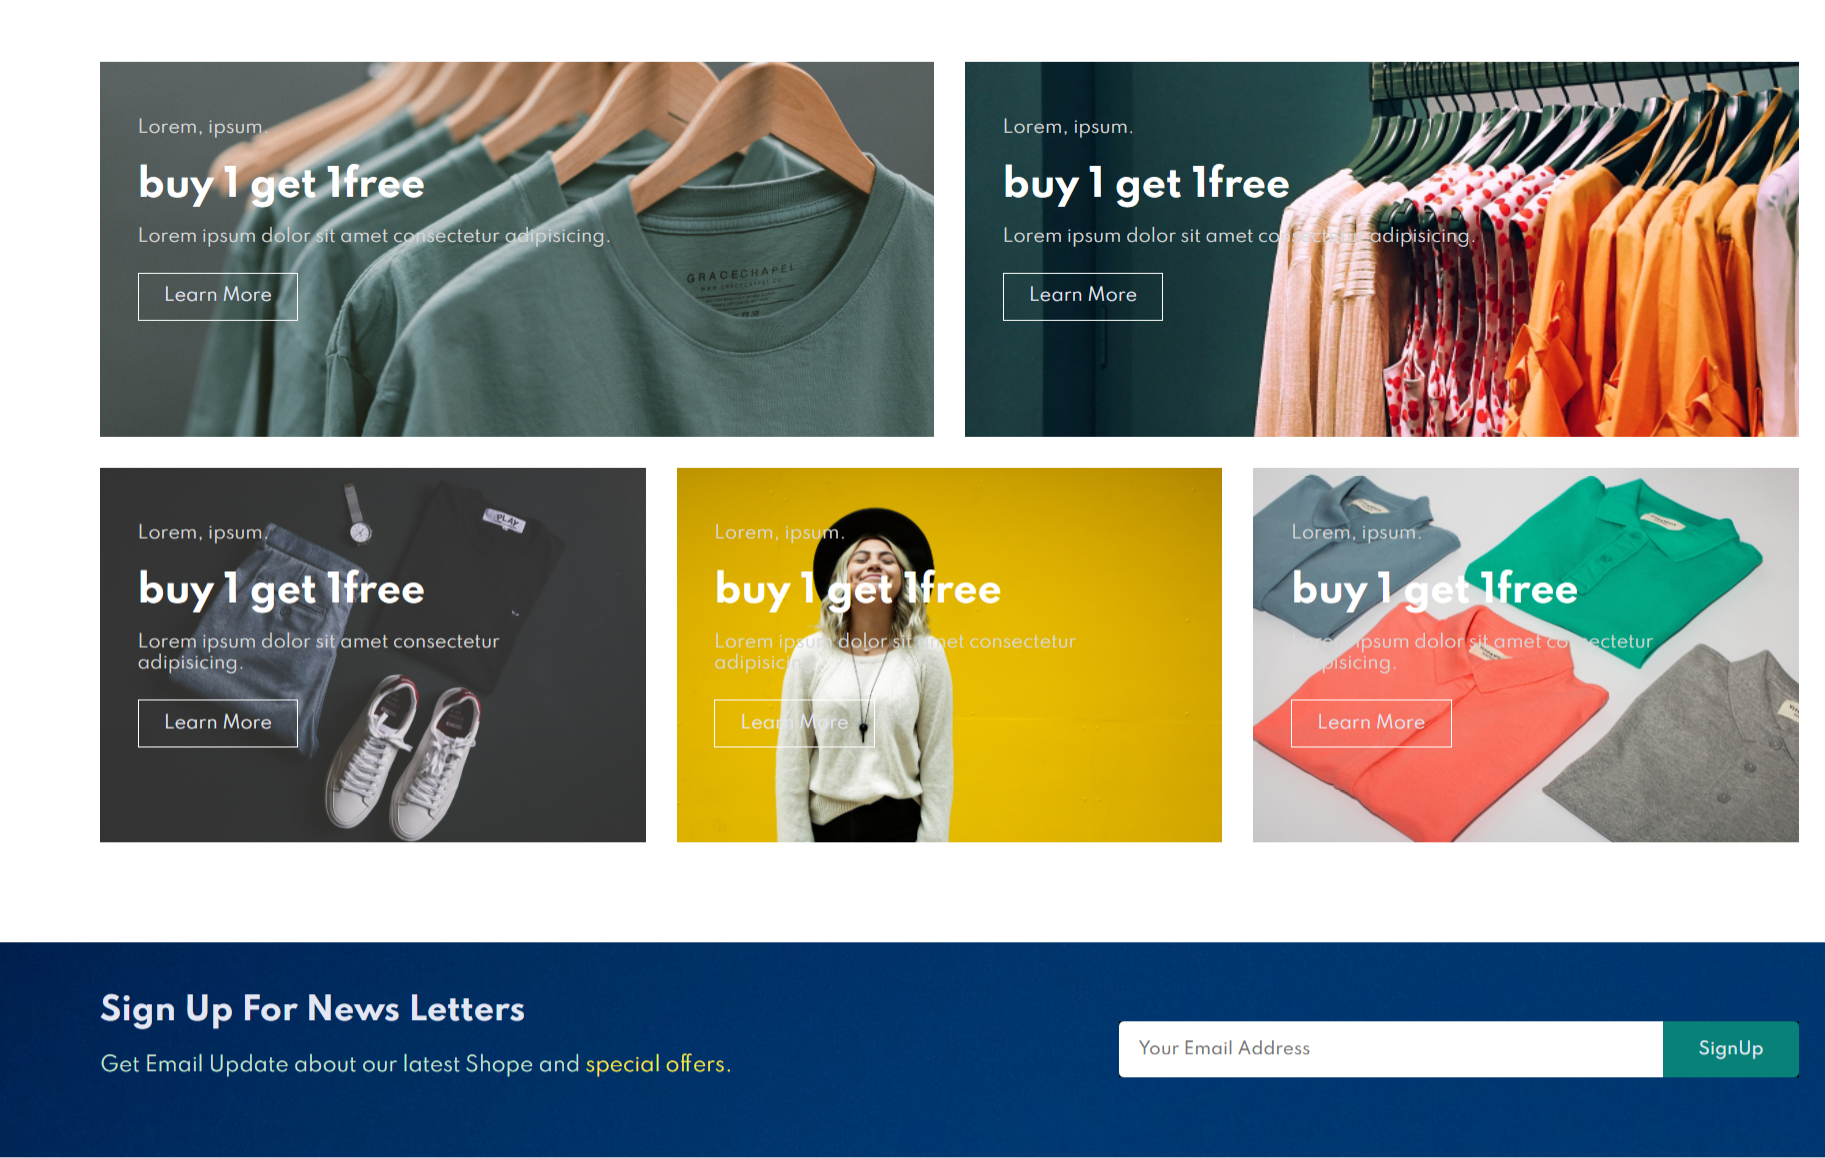 Lorem, ipsum.
buy 1 get 1free
Lorem ipsum dolor sit amet consectetur adipisicing.
Learn More
GRACECHAPEL
Lorem, ipsum.
buy 1 get 1free
Lorem ipsum dolor sit amet consectetur adipisicing.
Learn More
Lorem, ipsum.
buy 1 get 1free
Lorem ipsum dolor sit amet consectetur
adipisicing.
Learn More
PLAY
Lorem, ipsum.
buy 1 get 1free
Lorem ipsum dolor sit amet consectetur
adipisicing.
Learn More
Lorem, ipsum.
buy 1 get 1free
Lorem ipsum dolor sit amet consectetur
adipisicing.
Learn More
Sign Up For News Letters
Get Email Update about our latest Shope and special offers.
Your Email Address
SignUp